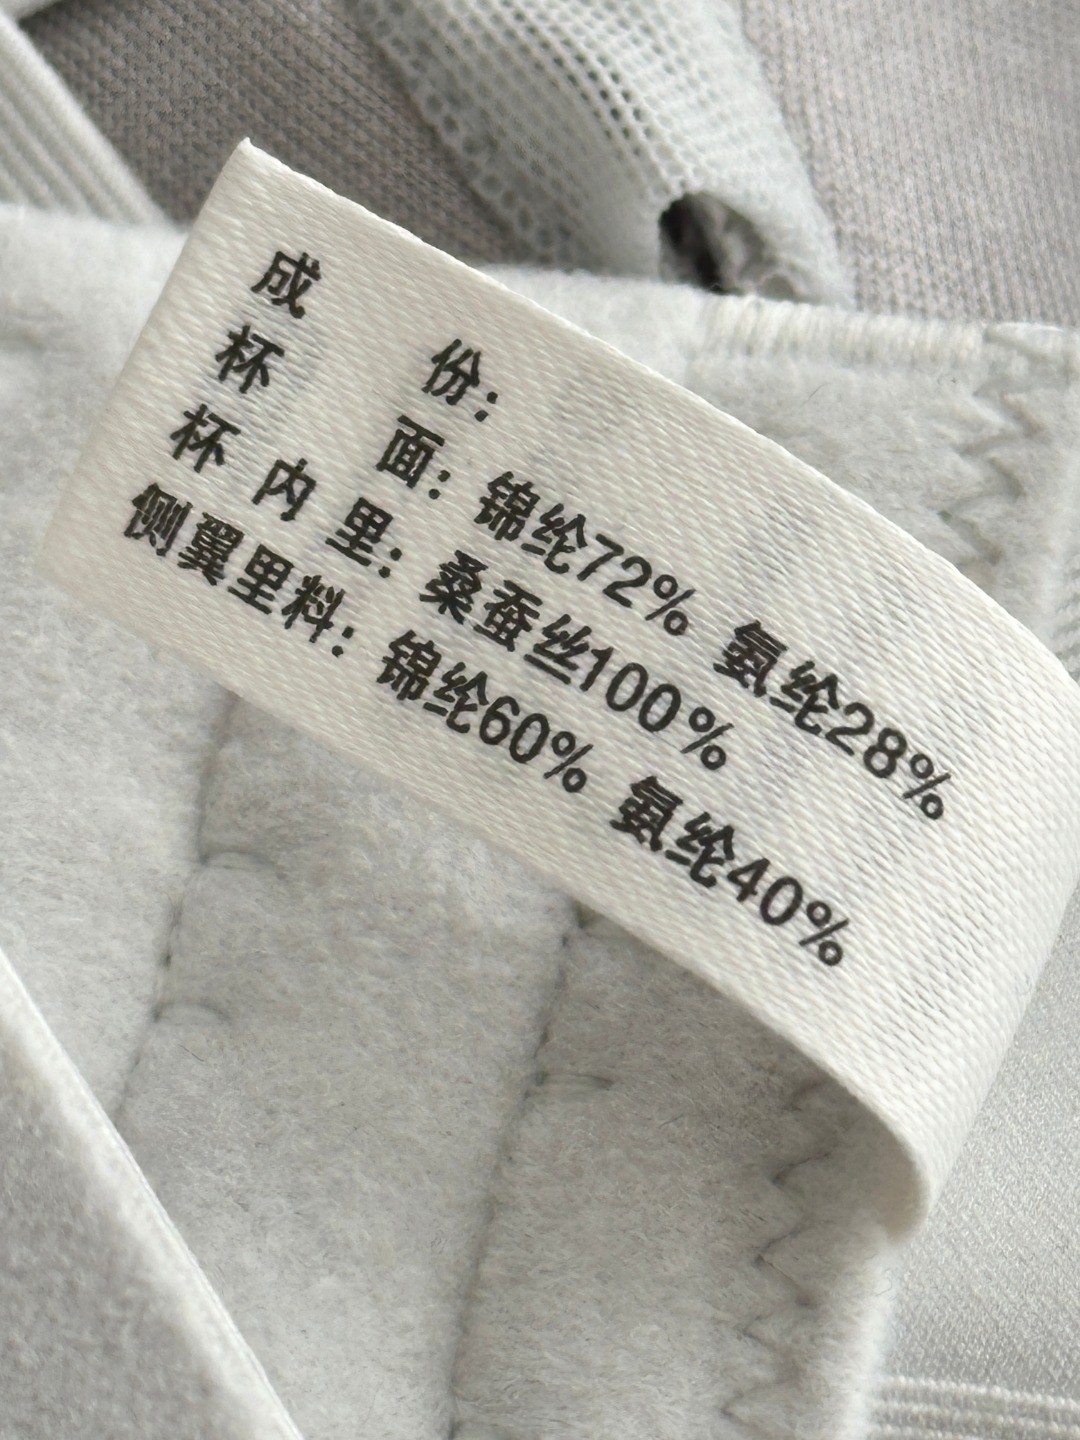 成份：
杯面：锦纶72% 氨纶28%
杯内里：桑蚕丝100%
侧翼里料：锦纶60% 氨纶40%